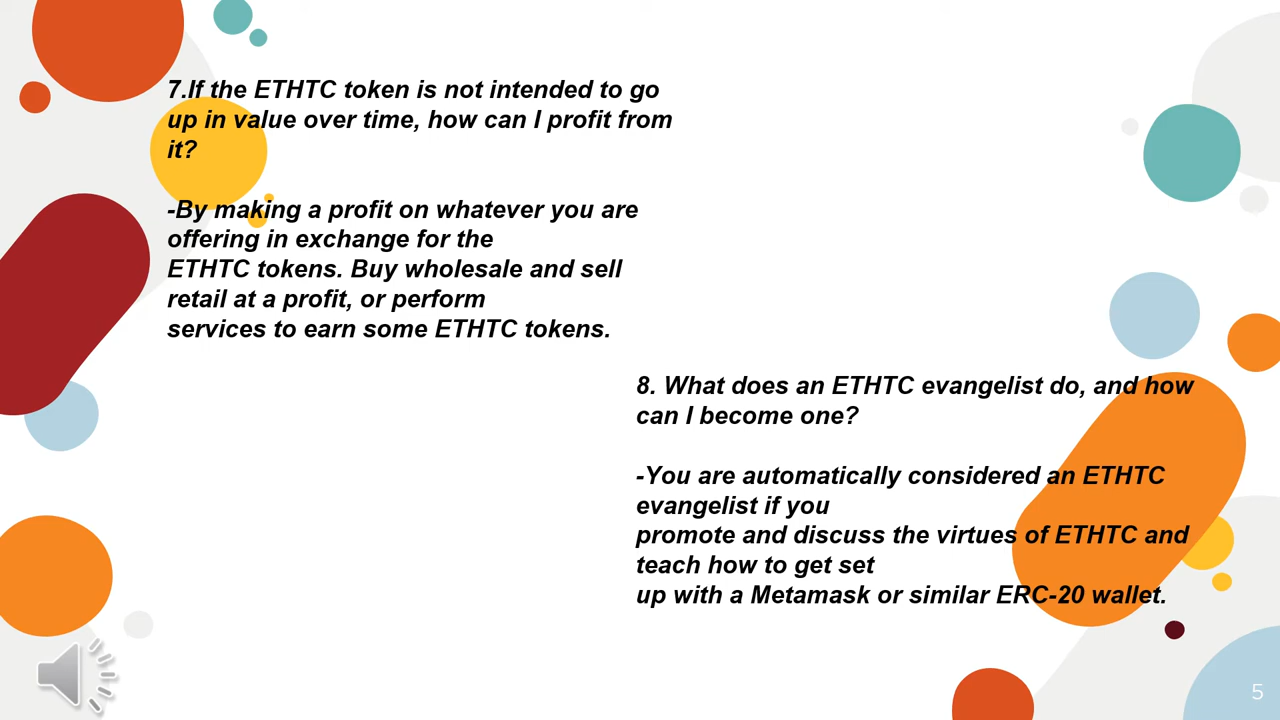 7.If the ETHTC token is not intended to go
up in value over time, how can I profit from
it?
-By making a profit on whatever you are
offering in exchange for the
ETHTC tokens. Buy wholesale and sell
retail at a profit, or perform
services to earn some ETHTC tokens.
8. What does an ETHTC evangelist do, and how
can I become one?
-You are automatically considered an ETHTC
evangelist if you
promote and discuss the virtues of ETHTC and
teach how to get set
up with a Metamask or similar ERC-20 wallet.
5